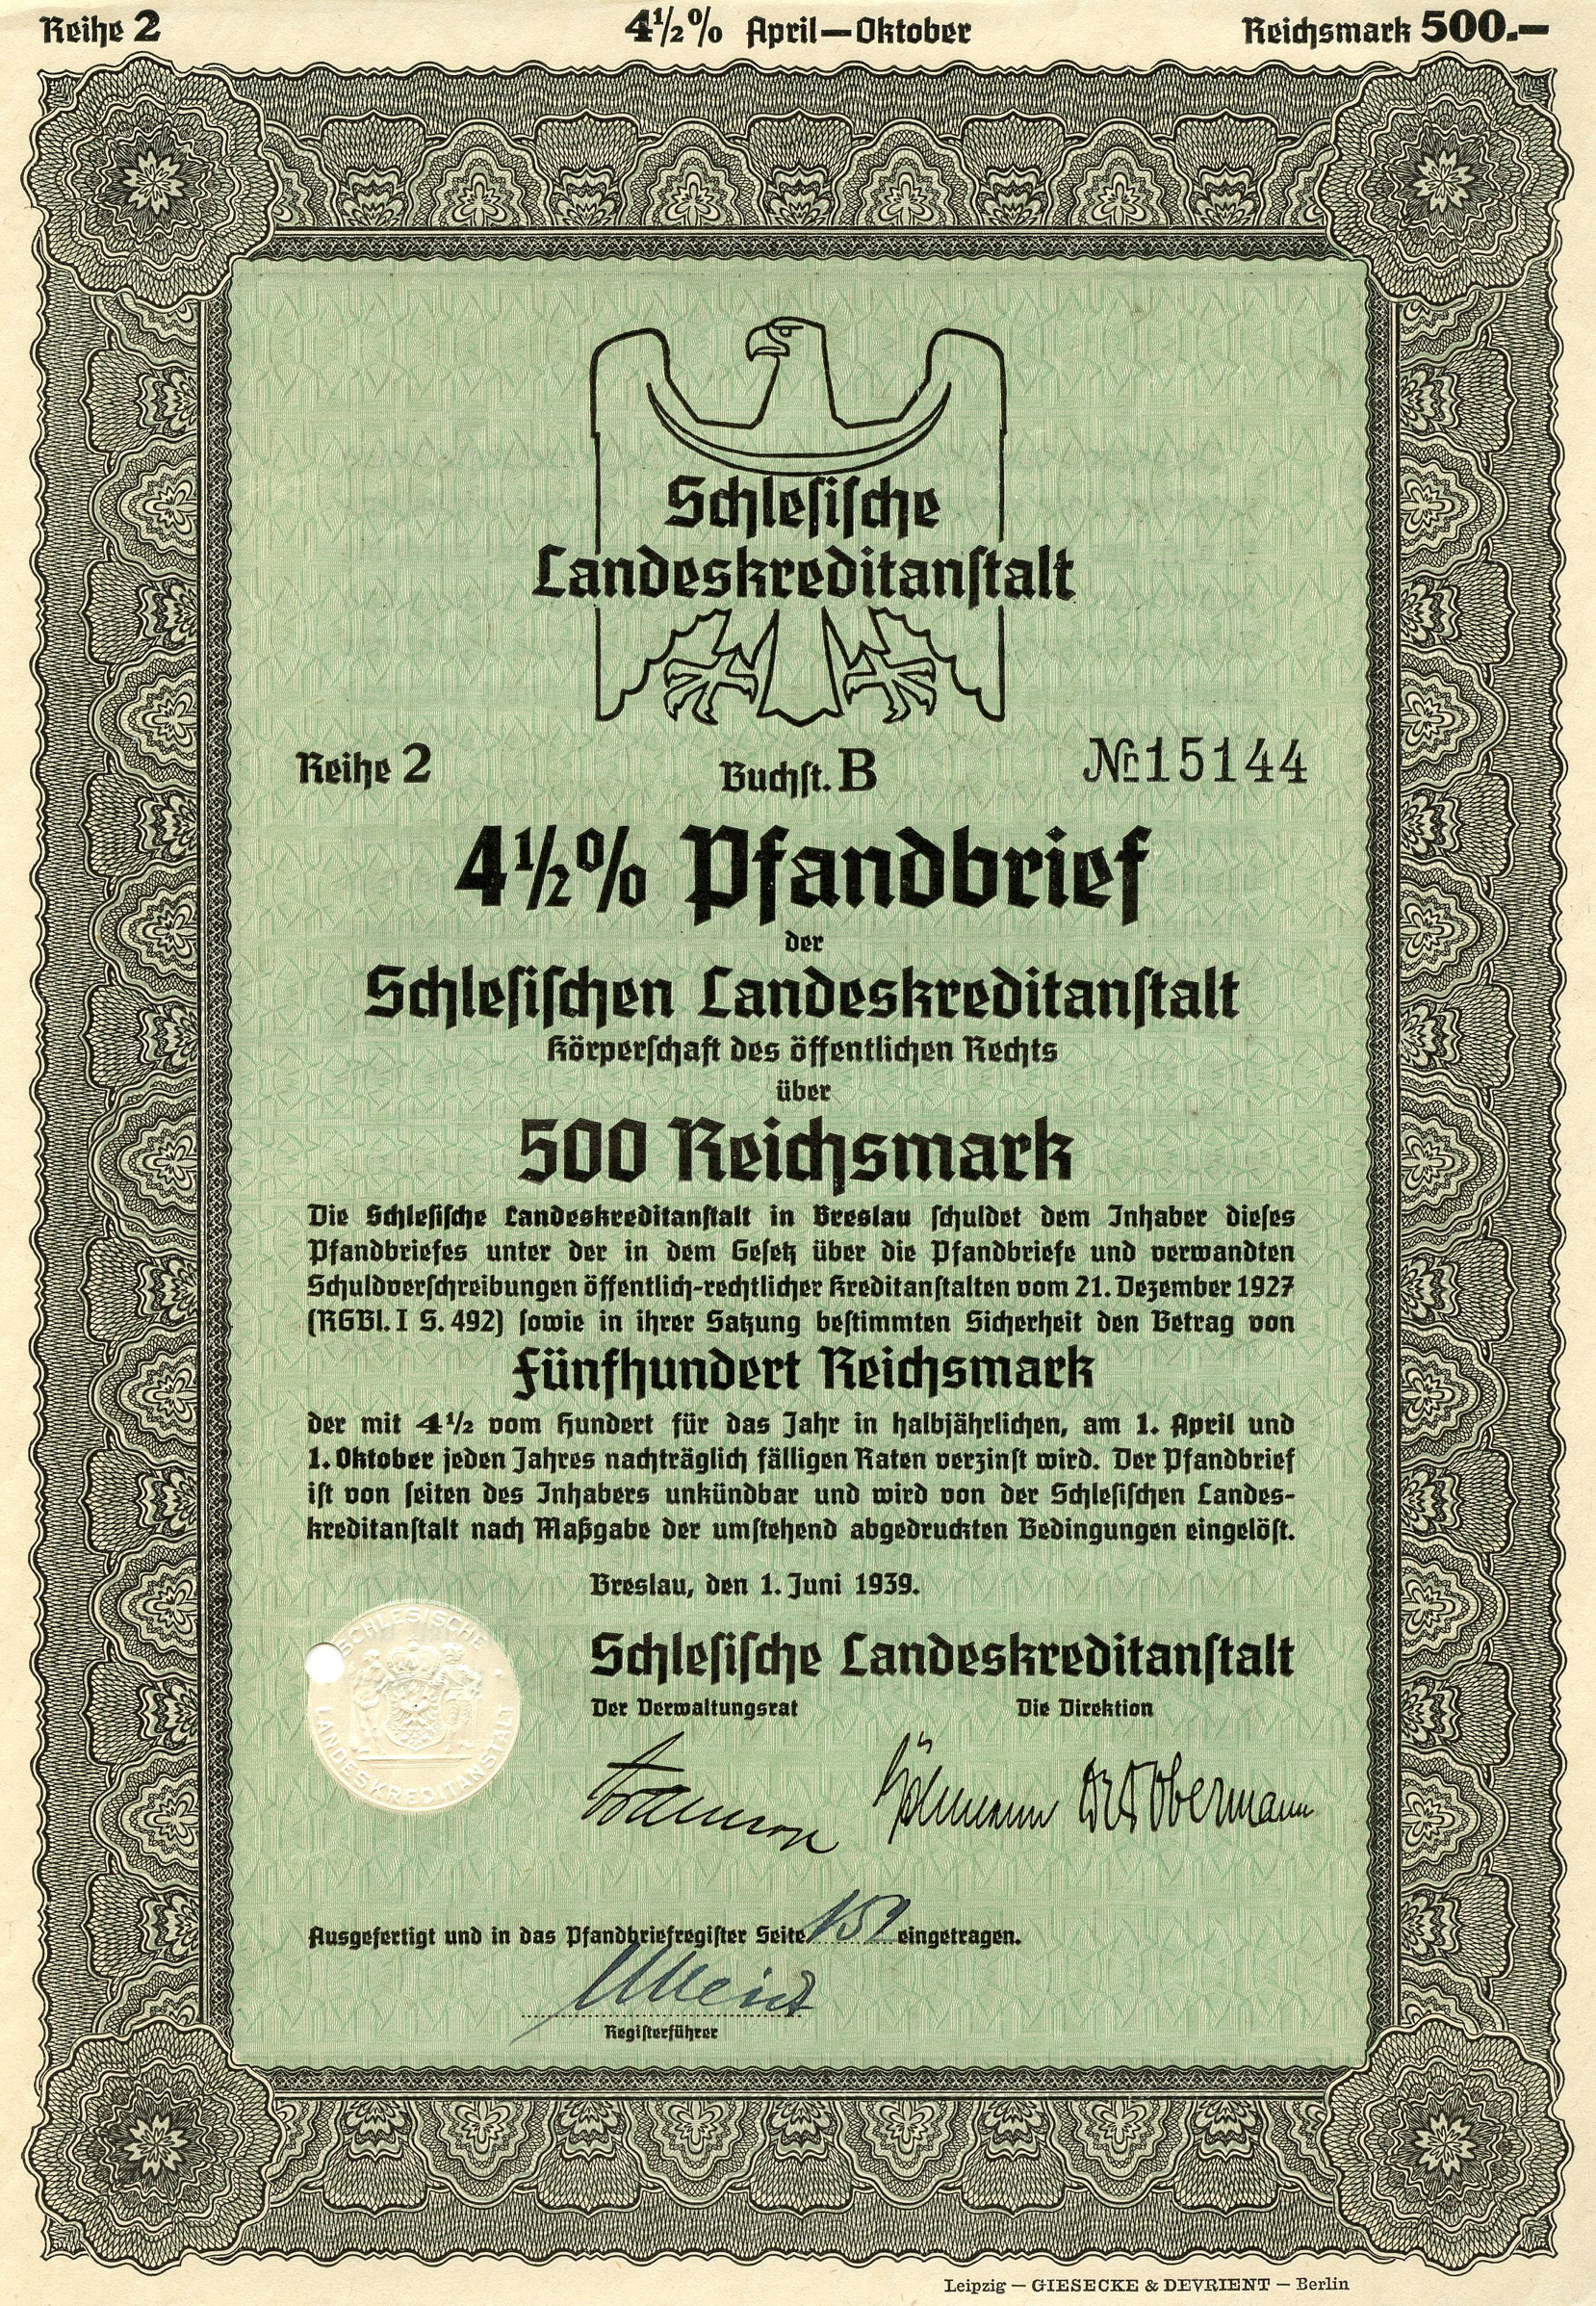 Reihe 2 4½% April—Oktober Reichsmark 500.—
Schleſiſche
Landeskreditanſtalt
Reihe 2 Buchſt. B Nr 15144
4½% Pfandbrief
der
Schleſiſchen Landeskreditanſtalt
Körperſchaft des öffentlichen Rechts
über
500 Reichsmark
Die Schleſiſche Landeskreditanſtalt in Breslau ſchuldet dem Inhaber dieſes
Pfandbriefes unter der in dem Geſetz über die Pfandbriefe und verwandten
Schuldverſchreibungen öffentlich-rechtlicher Kreditanſtalten vom 21. Dezember 1927
(RGBl. I S. 492) ſowie in ihrer Satzung beſtimmten Sicherheit den Betrag von
Fünfhundert Reichsmark
der mit 4½ vom Hundert für das Jahr in halbjährlichen, am 1. April und
1. Oktober jeden Jahres nachträglich fälligen Raten verzinſt wird. Der Pfandbrief
iſt von ſeiten des Inhabers unkündbar und wird von der Schleſiſchen Landes-
kreditanſtalt nach Maßgabe der umſtehend abgedruckten Bedingungen eingelöſt.
Breslau, den 1. Juni 1939.
SCHLESISCHE
LANDESKREDITANSTALT
Schleſiſche Landeskreditanſtalt
Der Verwaltungsrat Die Direktion
Dr Obermann
Ausgefertigt und in das Pfandbriefregiſter Seite 152 eingetragen.
Regiſterführer
Leipzig — GIESECKE & DEVRIENT — Berlin